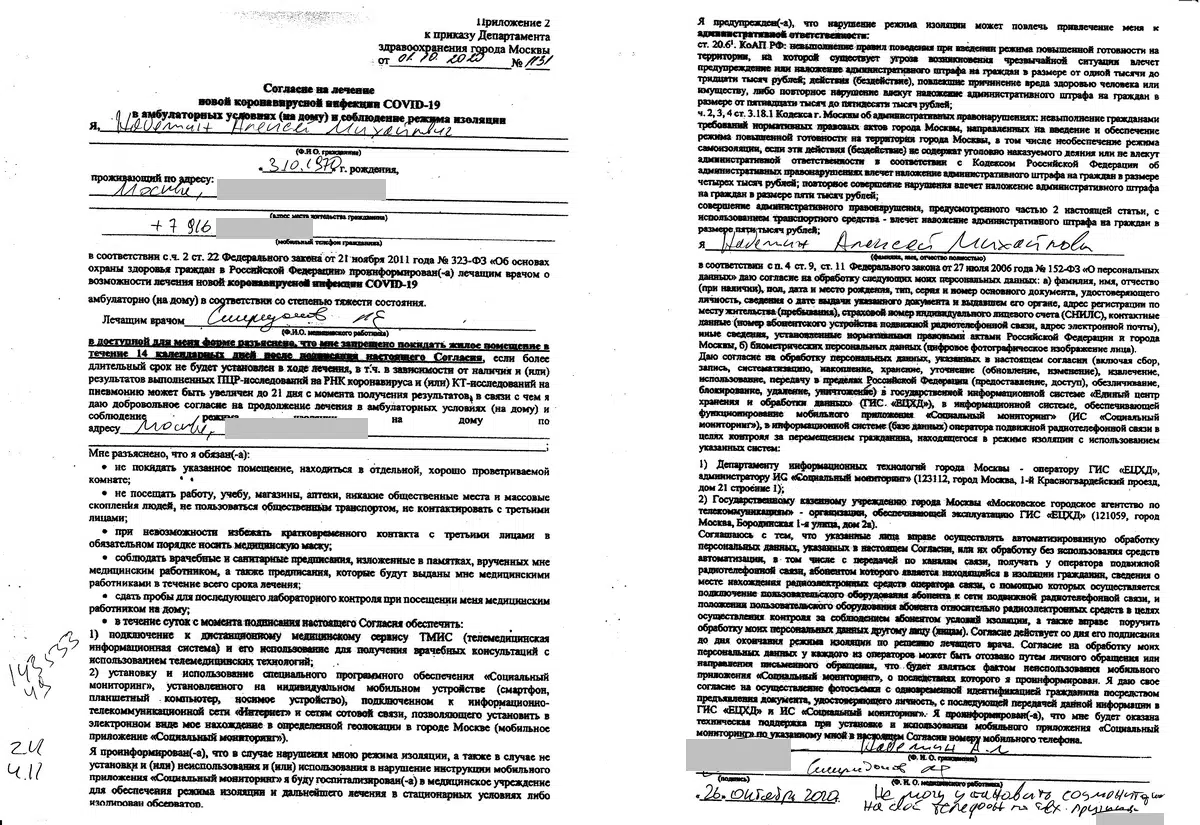 Приложение 2
к приказу Департамента
здравоохранения города Москвы
от 01.10.2020 № 1131
Согласие на лечение
новой коронавирусной инфекции COVID-19
в амбулаторных условиях (на дому) и соблюдение режима изоляции
Я, Алексей Михайлович
(Ф.И.О. гражданина)
3.10.1970 г. рождения,
проживающий по адресу:
Москва,
(адрес места жительства гражданина)
+7 916
(мобильный телефон гражданина)
в соответствии с ч. 2 ст. 22 Федерального закона от 21 ноября 2011 года № 323-ФЗ «Об основах
охраны здоровья граждан в Российской Федерации» проинформирован(-а) лечащим врачом о
возможности лечения новой коронавирусной инфекции COVID-19
амбулаторно (на дому) в соответствии со степенью тяжести состояния.
Лечащим врачом
(Ф.И.О. медицинского работника)
в доступной для меня форме разъяснено, что мне запрещено покидать жилое помещение в
течение 14 календарных дней после подписания настоящего Согласия, если более
длительный срок не будет установлен в ходе лечения, в т.ч. в зависимости от наличия и (или)
результатов выполненных ПЦР-исследований на РНК коронавируса и (или) КТ-исследований на
пневмонию может быть увеличен до 21 дня с момента получения результатов, в связи с чем я
даю добровольное согласие на продолжение лечения в амбулаторных условиях (на дому) и
соблюдение режима на дому по
адресу Москва, ;
Мне разъяснено, что я обязан(-а):
• не покидать указанное помещение, находиться в отдельной, хорошо проветриваемой
комнате;
• не посещать работу, учебу, магазины, аптеки, никакие общественные места и массовые
скопления людей, не пользоваться общественным транспортом, не контактировать с третьими
лицами;
• при невозможности избежать кратковременного контакта с третьими лицами в
обязательном порядке носить медицинскую маску;
• соблюдать врачебные и санитарные предписания, изложенные в памятках, врученных мне
медицинским работником, а также предписания, которые будут выданы мне медицинскими
работниками в течение всего срока лечения;
• сдать пробы для последующего лабораторного контроля при посещении меня медицинским
работником на дому;
• в течение суток с момента подписания настоящего Согласия обеспечить:
1) подключение к дистанционному медицинскому сервису ТМИС (телемедицинская
информационная система) и его использование для получения врачебных консультаций с
использованием телемедицинских технологий;
2) установку и использование специального программного обеспечения «Социальный
мониторинг», установленного на индивидуальном мобильном устройстве (смартфон,
планшетный компьютер, носимое устройство), подключенном к информационно-
телекоммуникационной сети «Интернет» и сетям сотовой связи, позволяющего установить в
электронном виде мое нахождение в определенной геолокации в городе Москве (мобильное
приложение «Социальный мониторинг»).
Я проинформирован(-а), что в случае нарушения мною режима изоляции, а также в случае не
установки и (или) неиспользования и (или) использования в нарушение инструкции мобильного
приложения «Социальный мониторинг» я буду госпитализирован(-а) в медицинское учреждение
для обеспечения режима изоляции и дальнейшего лечения в стационарных условиях либо
изолирован обсерватор.
143553
24
4.11
Я предупрежден(-а), что нарушение режима изоляции может повлечь привлечение меня к
административной ответственности:
ст. 20.6¹. КоАП РФ: невыполнение правил поведения при введении режима повышенной готовности на
территории, на которой существует угроза возникновения чрезвычайной ситуации влечет
предупреждение или наложение административного штрафа на граждан в размере от одной тысячи до
тридцати тысяч рублей; действия (бездействие), повлекшие причинение вреда здоровью человека или
имуществу, либо повторное нарушение влечет наложение административного штрафа на граждан в
размере от пятнадцати тысяч до пятидесяти тысяч рублей;
ч. 2, 3, 4 ст. 3.18.1 Кодекса г. Москвы об административных правонарушениях: невыполнение гражданами
требований нормативных правовых актов города Москвы, направленных на введение и обеспечение
режима повышенной готовности на территории города Москвы, в том числе необеспечение режима
самоизоляции, если эти действия (бездействие) не содержат уголовно наказуемого деяния или не влекут
административной ответственности в соответствии с Кодексом Российской Федерации об
административных правонарушениях влечет наложение административного штрафа на граждан в размере
четырех тысяч рублей; повторное совершение нарушения влечет наложение административного штрафа
на граждан в размере пяти тысяч рублей;
совершение административного правонарушения, предусмотренного частью 2 настоящей статьи, с
использованием транспортного средства - влечет наложение административного штрафа на граждан в
размере пяти тысяч рублей;
я Алексей Михайлович
(фамилия, имя, отчество полностью)
в соответствии с п. 4 ст. 9, ст. 11 Федерального закона от 27 июля 2006 года № 152-ФЗ «О персональных
данных» даю согласие на обработку следующих моих персональных данных: а) фамилия, имя, отчество
(при наличии), пол, дата и место рождения, тип, серия и номер основного документа, удостоверяющего
личность, сведения о дате выдачи указанного документа и выдавшем его органе, адрес регистрации по
месту жительства (пребывания), страховой номер индивидуального лицевого счета (СНИЛС), контактные
данные (номер абонентского устройства подвижной радиотелефонной связи, адрес электронной почты),
иные сведения, установленные нормативными правовыми актами Российской Федерации и города
Москвы, б) биометрических персональных данных (цифровое фотографическое изображение лица).
Даю согласие на обработку персональных данных, указанных в настоящем согласии (включая сбор,
запись, систематизацию, накопление, хранение, уточнение (обновление, изменение), извлечение,
использование, передачу в пределах Российской Федерации (предоставление, доступ), обезличивание,
блокирование, удаление, уничтожение) в государственной информационной системе «Единый центр
хранения и обработки данных» (ГИС «ЕЦХД»), в информационной системе, обеспечивающей
функционирование мобильного приложения «Социальный мониторинг» (ИС «Социальный
мониторинг»), в информационной системе (базе данных) оператора подвижной радиотелефонной связи в
целях контроля за перемещением гражданина, находящегося в режиме изоляции с использованием
указанных систем:
1) Департаменту информационных технологий города Москвы - оператору ГИС «ЕЦХД»,
администратору ИС «Социальный мониторинг» (123112, город Москва, 1-й Красногвардейский проезд,
дом 21 строение 1);
2) Государственному казенному учреждению города Москвы «Московское городское агентство по
телекоммуникациям» - организации, обеспечивающей эксплуатацию ГИС «ЕЦХД» (121059, город
Москва, Бородинская 1-я улица, дом 2а).
Соглашаюсь с тем, что указанные лица вправе осуществлять автоматизированную обработку
персональных данных, указанных в настоящем Согласии, или их обработку без использования средств
автоматизации, в том числе с передачей по каналам связи, получать у оператора подвижной
радиотелефонной связи, абонентом которого является находящийся в изоляции гражданин, сведения о
месте нахождения радиоэлектронных средств оператора связи, с помощью которых осуществляется
подключение пользовательского оборудования абонента к сети подвижной радиотелефонной связи, и
положения пользовательского оборудования абонента относительно радиоэлектронных средств в целях
осуществления контроля за соблюдением абонентом условий изоляции, а также вправе поручить
обработку моих персональных данных другому лицу (лицам). Согласие действует со дня его подписания
до дня окончания режима изоляции по решению лечащего врача. Согласие на обработку моих
персональных данных у каждого из операторов может быть отозвано путем личного обращения или
направления письменного обращения, что будет являться фактом неиспользования мобильного
приложения «Социальный мониторинг», о последствиях которого я проинформирован. Я даю свое
согласие на осуществление фотосъемки с одновременной идентификацией гражданина посредством
предъявления документа, удостоверяющего личность, с последующей передачей данной информации в
ГИС «ЕЦХД» и ИС «Социальный мониторинг». Я проинформирован(-а), что мне будет оказана
техническая поддержка при установке и использовании мобильного приложения «Социальный
мониторинг» по указанному мной в настоящем Согласии номеру мобильного телефона.
(Ф. И. О. гражданина)
(подпись) (Ф. И. О. медицинского работника)
«26» октября 2020. Не могу установить соцмониторинг
на свой телефон по тех. причинам